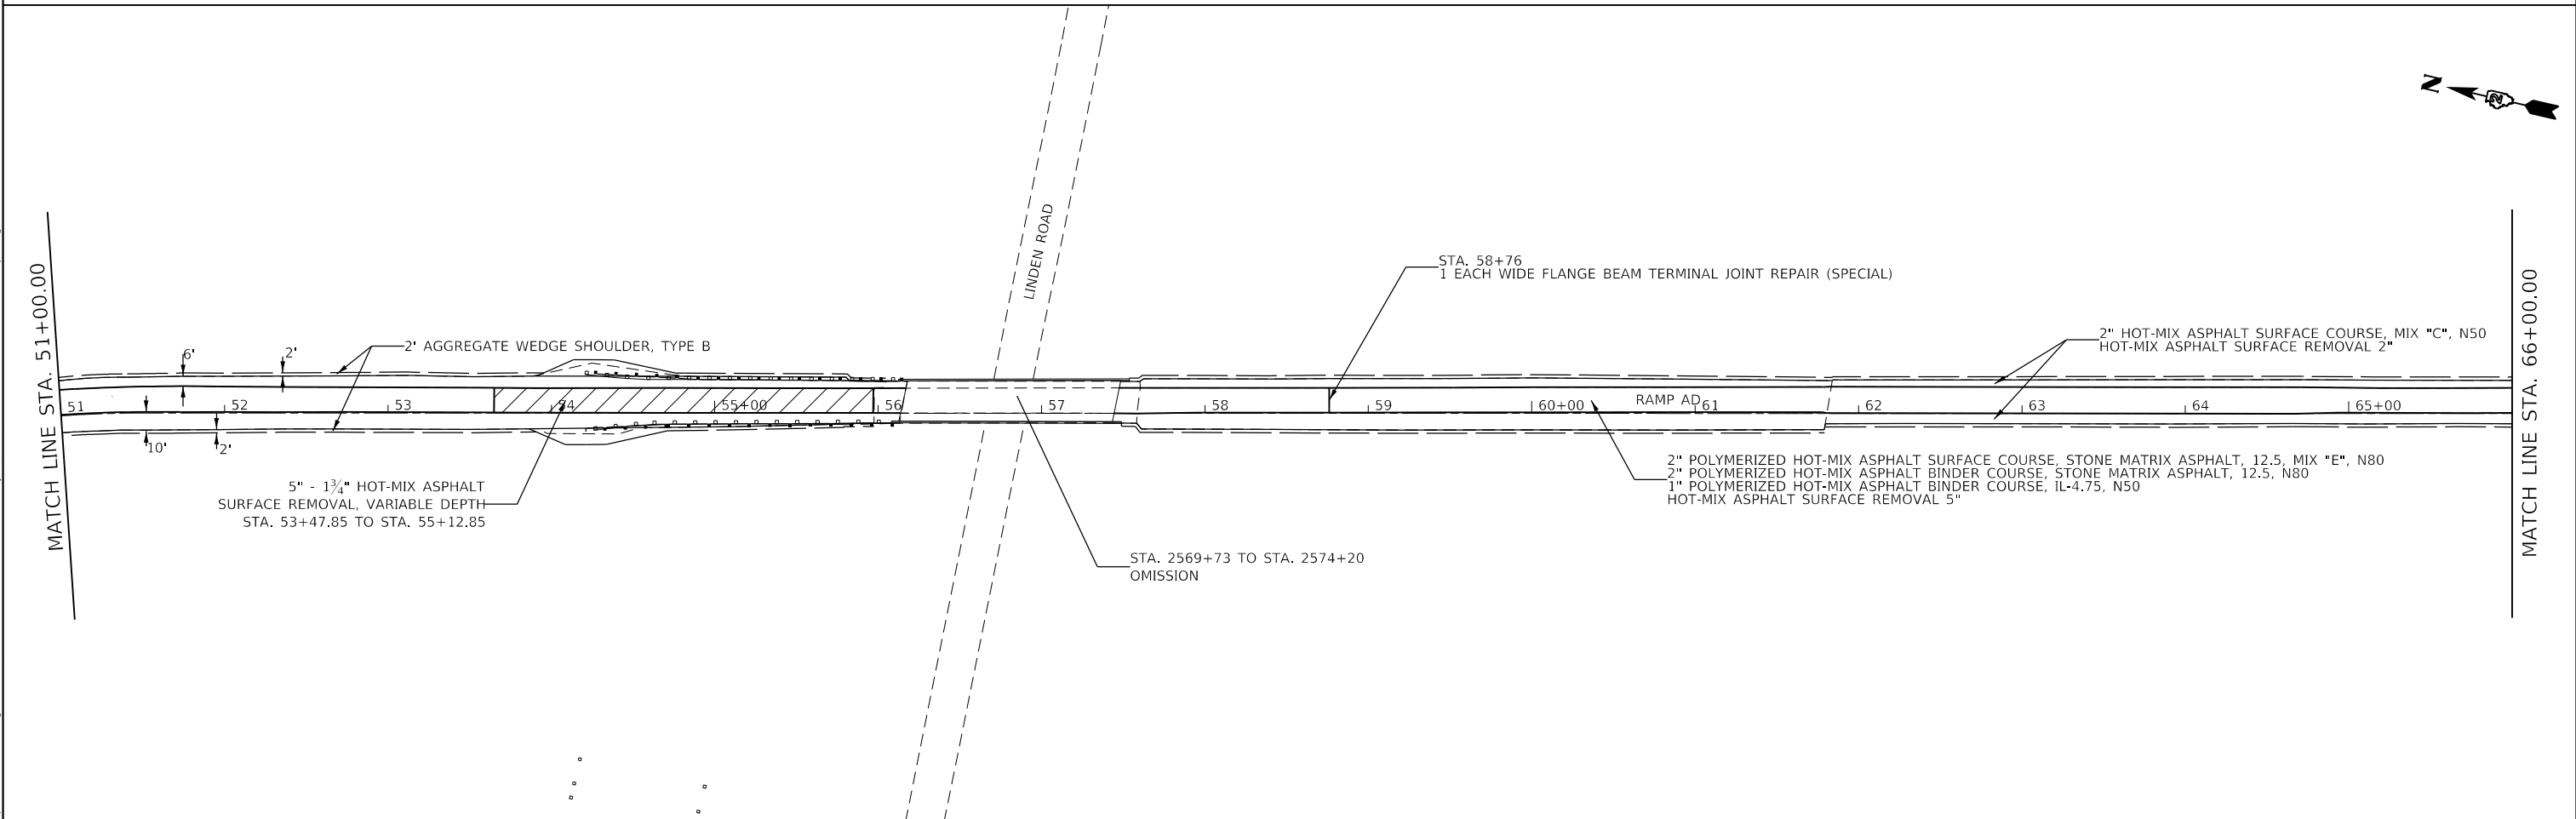 N
2
LINDEN ROAD
STA. 58+76
1 EACH WIDE FLANGE BEAM TERMINAL JOINT REPAIR (SPECIAL)
MATCH LINE STA. 51+00.00
MATCH LINE STA. 66+00.00
2" HOT-MIX ASPHALT SURFACE COURSE, MIX "C", N50
HOT-MIX ASPHALT SURFACE REMOVAL 2"
6'
2'
2' AGGREGATE WEDGE SHOULDER, TYPE B
51
52
53
54
55+00
56
57
58
59
60+00
RAMP AD
61
62
63
64
65+00
10'
2'
5" - 1¾" HOT-MIX ASPHALT
SURFACE REMOVAL, VARIABLE DEPTH
STA. 53+47.85 TO STA. 55+12.85
2" POLYMERIZED HOT-MIX ASPHALT SURFACE COURSE, STONE MATRIX ASPHALT, 12.5, MIX "E", N80
2" POLYMERIZED HOT-MIX ASPHALT BINDER COURSE, STONE MATRIX ASPHALT, 12.5, N80
1" POLYMERIZED HOT-MIX ASPHALT BINDER COURSE, IL-4.75, N50
HOT-MIX ASPHALT SURFACE REMOVAL 5"
STA. 2569+73 TO STA. 2574+20
OMISSION